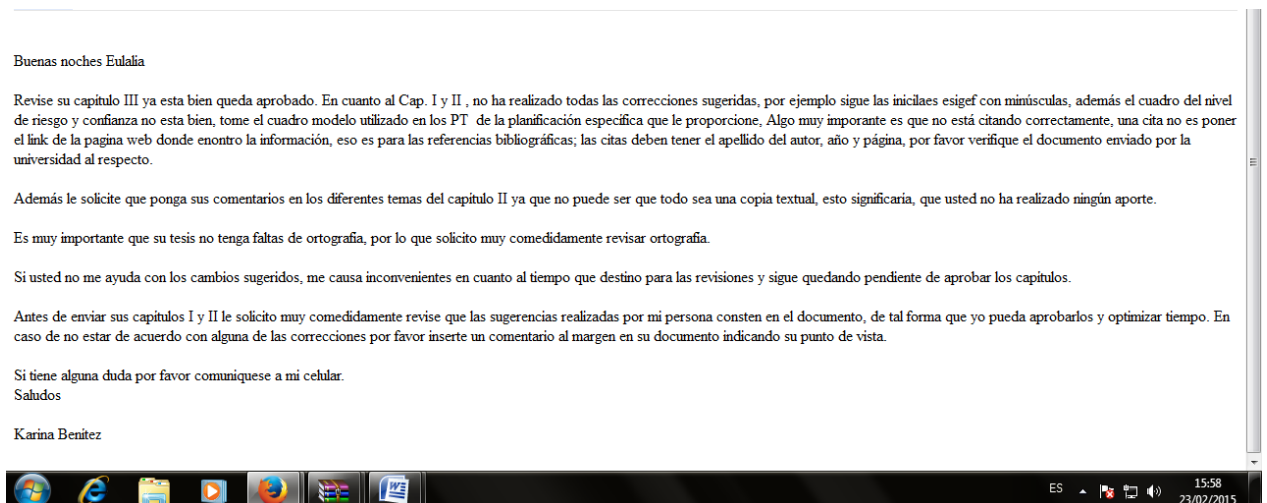 Buenas noches Eulalia
Revise su capítulo III ya esta bien queda aprobado. En cuanto al Cap. I y II , no ha realizado todas las correcciones sugeridas, por ejemplo sigue las inicilaes esigef con minúsculas, además el cuadro del nivel
de riesgo y confianza no esta bien, tome el cuadro modelo utilizado en los PT  de la planificación especifica que le proporcione, Algo muy imporante es que no está citando correctamente, una cita no es poner
el link de la pagina web donde enontro la información, eso es para las referencias bibliográficas; las citas deben tener el apellido del autor, año y página, por favor verifique el documento enviado por la
universidad al respecto.
Además le solicite que ponga sus comentarios en los diferentes temas del capítulo II ya que no puede ser que todo sea una copia textual, esto significaría, que usted no ha realizado ningún aporte.
Es muy importante que su tesis no tenga faltas de ortografía, por lo que solicito muy comedidamente revisar ortografía.
Si usted no me ayuda con los cambios sugeridos, me causa inconvenientes en cuanto al tiempo que destino para las revisiones y sigue quedando pendiente de aprobar los capítulos.
Antes de enviar sus capítulos I y II le solicito muy comedidamente revise que las sugerencias realizadas por mi persona consten en el documento, de tal forma que yo pueda aprobarlos y optimizar tiempo. En
caso de no estar de acuerdo con alguna de las correcciones por favor inserte un comentario al margen en su documento indicando su punto de vista.
Si tiene alguna duda por favor comuniquese a mi celular.
Saludos
Karina Benítez
ES
15:58
23/02/2015